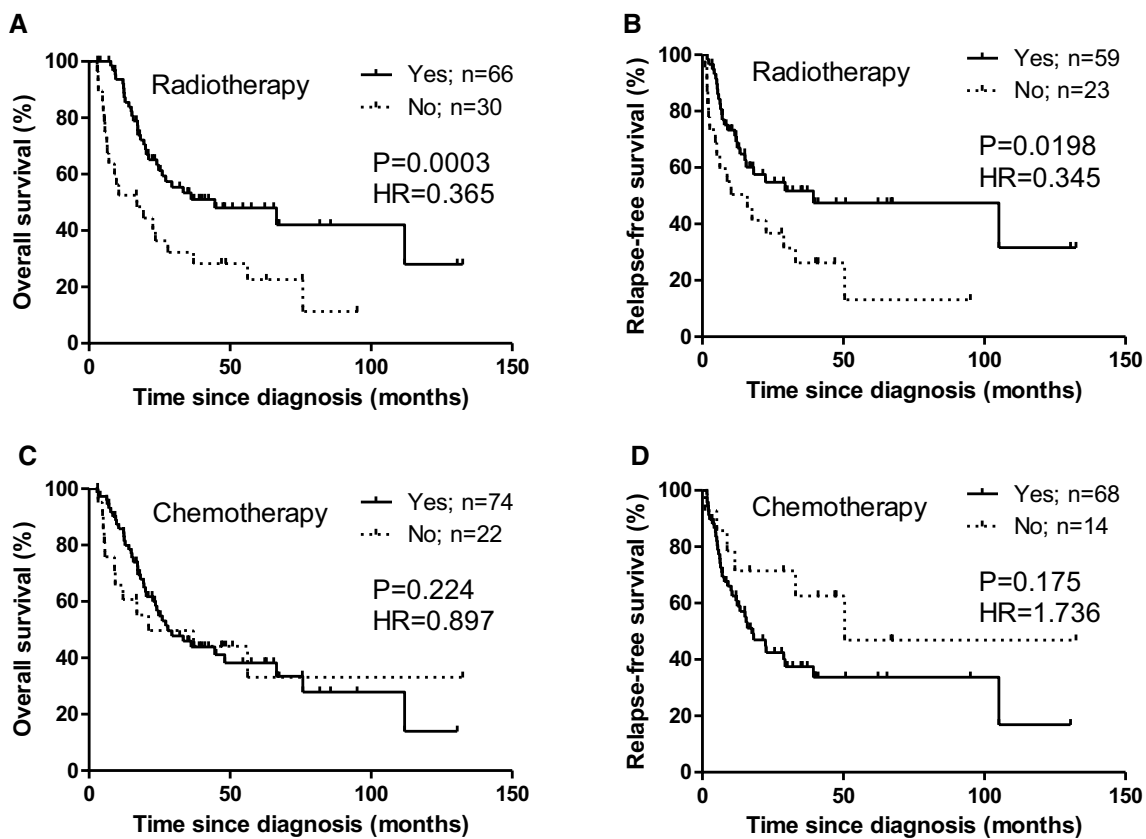 A
Overall survival (%)
100
80
60
40
20
0
Radiotherapy
Yes; n=66
No; n=30
P=0.0003
HR=0.365
0 50 100 150
Time since diagnosis (months)
B
Relapse-free survival (%)
100
80
60
40
20
0
Radiotherapy
Yes; n=59
No; n=23
P=0.0198
HR=0.345
0 50 100 150
Time since diagnosis (months)
C
Overall survival (%)
100
80
60
40
20
0
Chemotherapy
Yes; n=74
No; n=22
P=0.224
HR=0.897
0 50 100 150
Time since diagnosis (months)
D
Relapse-free survival (%)
100
80
60
40
20
0
Chemotherapy
Yes; n=68
No; n=14
P=0.175
HR=1.736
0 50 100 150
Time since diagnosis (months)